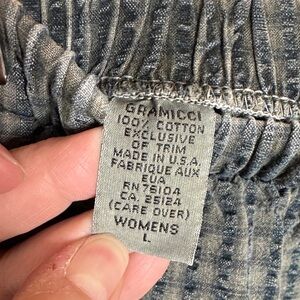 GRAMICCI
100% COTTON
EXCLUSIVE
OF TRIM
MADE IN U.S.A.
FABRIQUE AUX
EUA
RN 76104
CA. 25124
(CARE OVER)
WOMENS
L